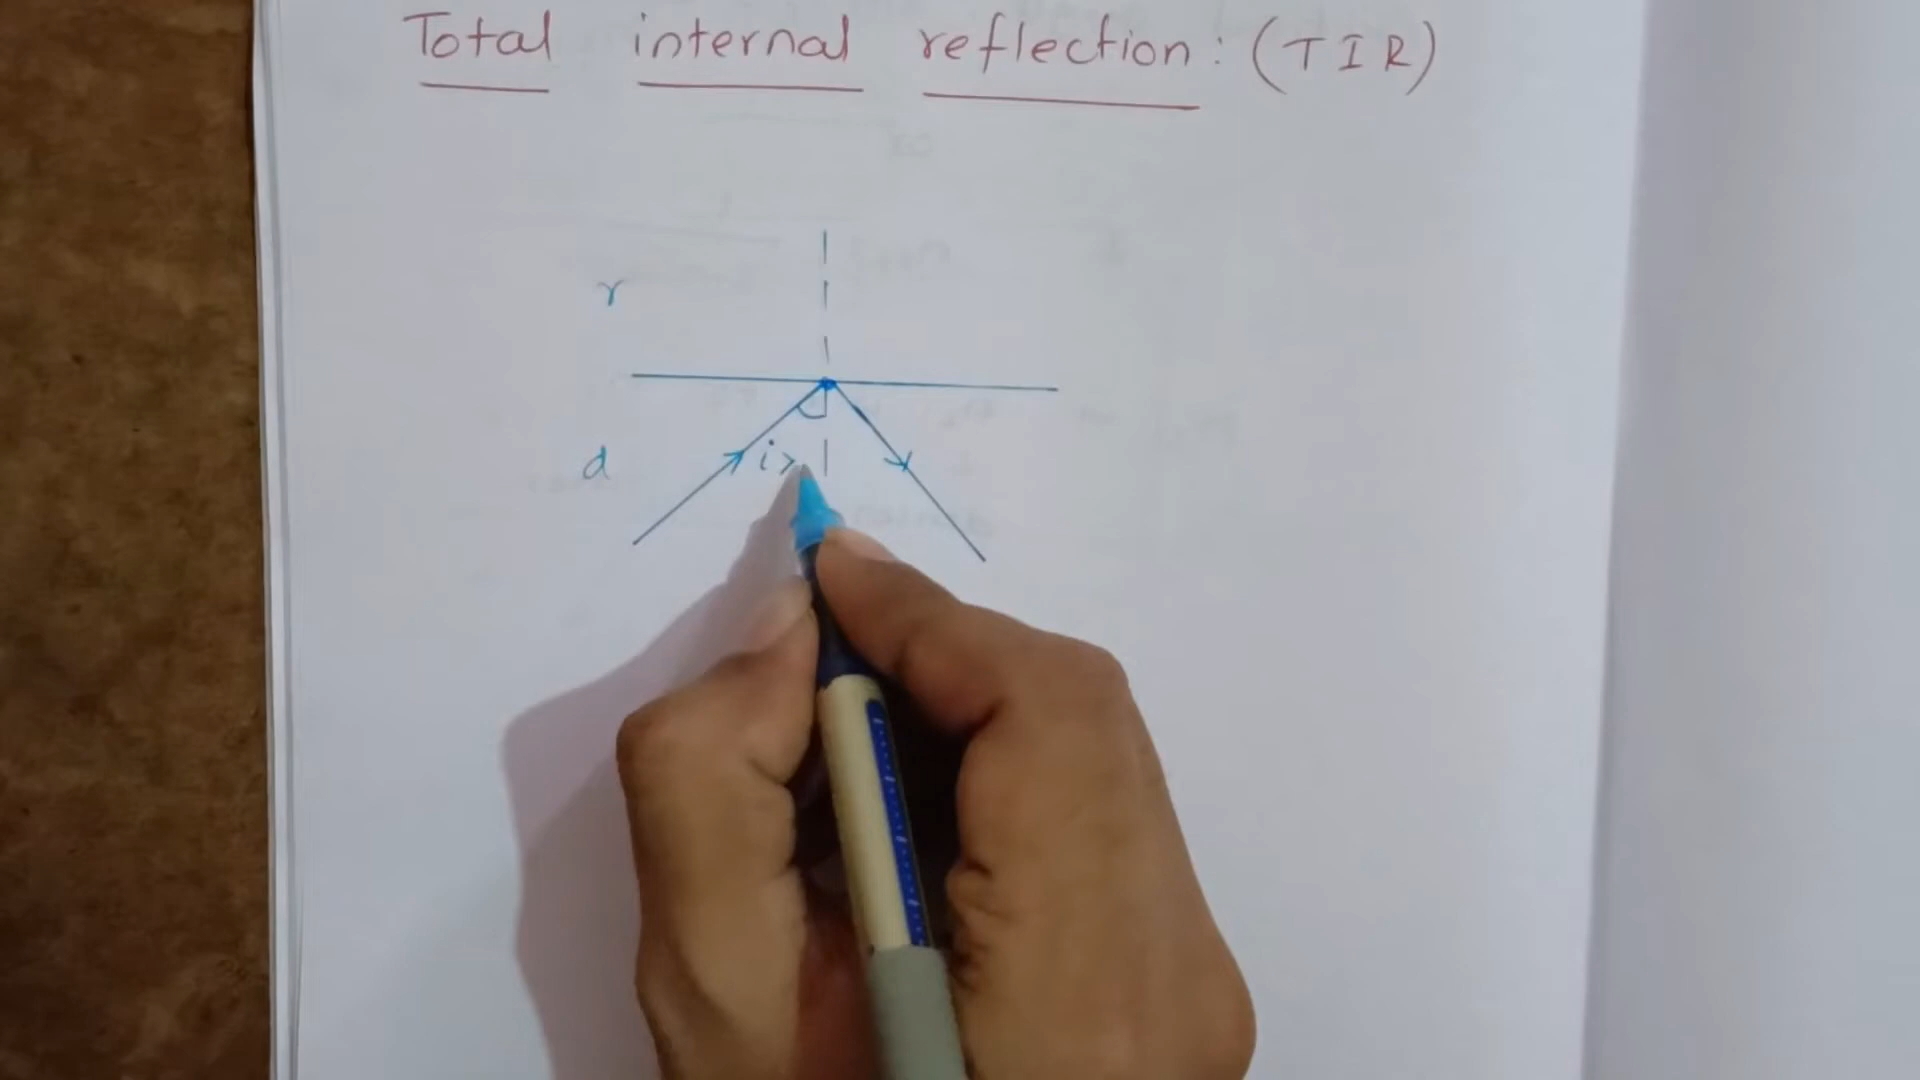 Total internal reflection: (TIR)
r
d
i>